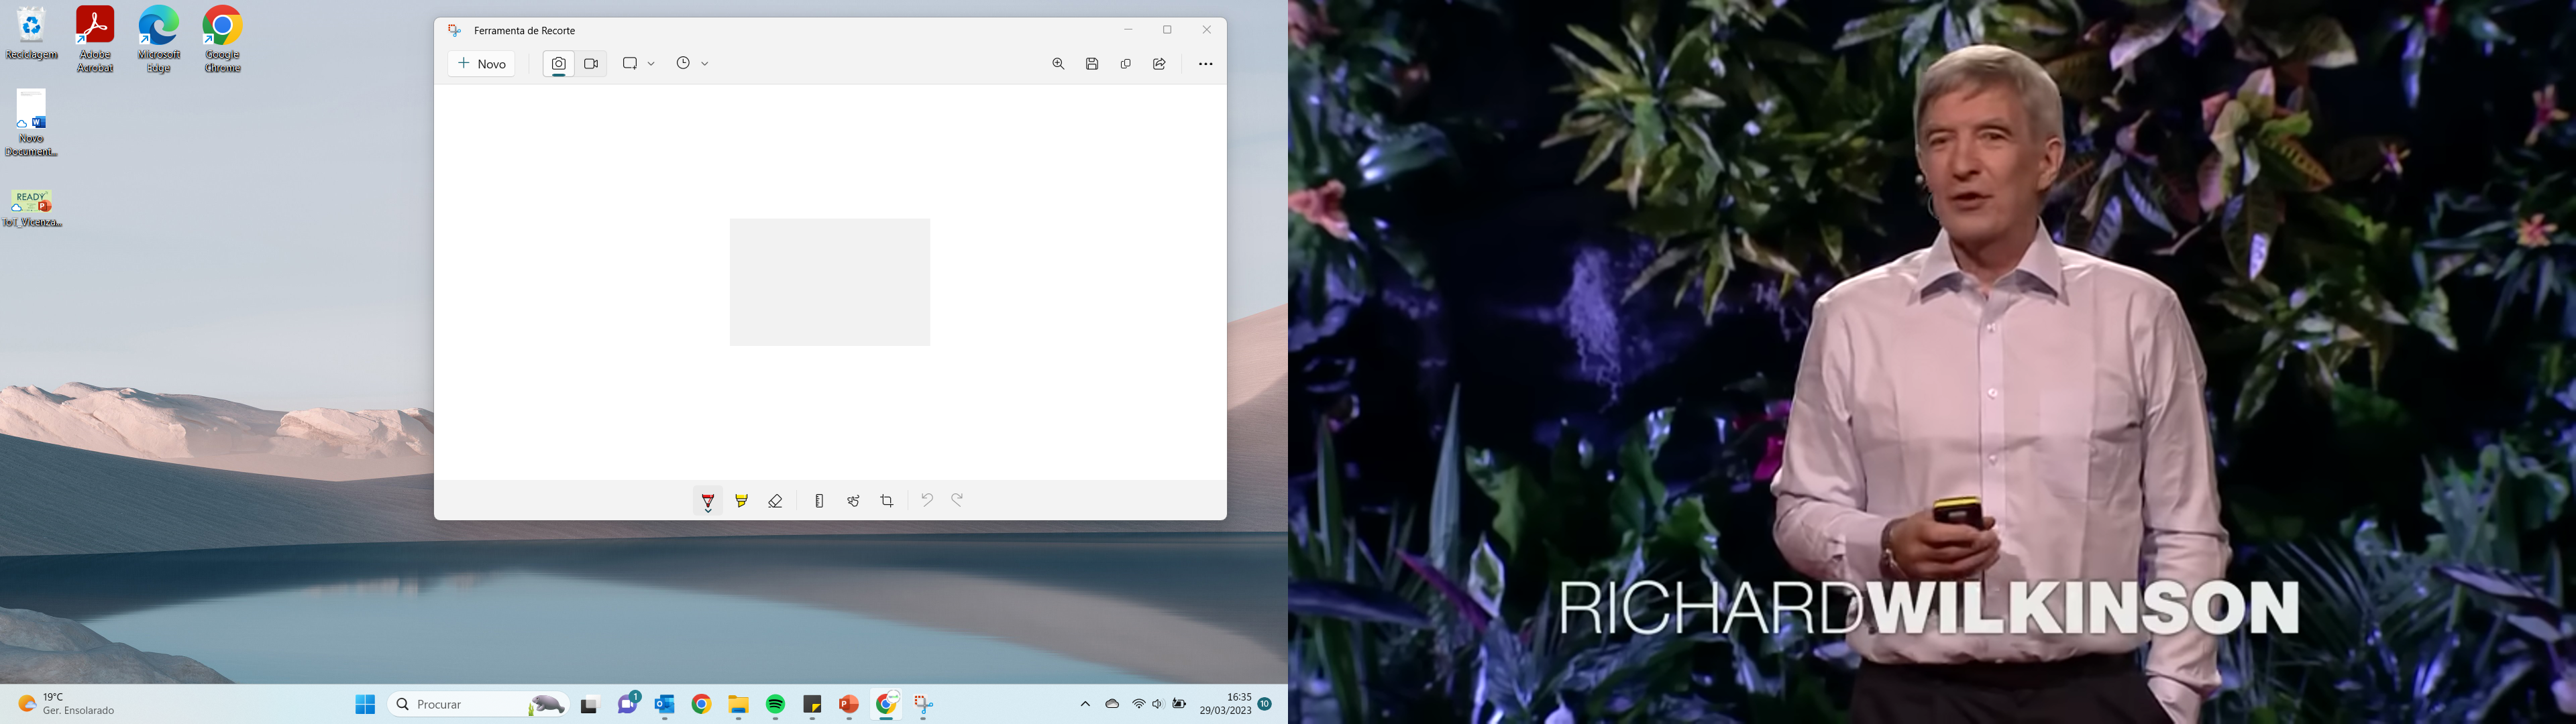 Reciclagem
Adobe
Acrobat
Microsoft
Edge
Google
Chrome
Novo
Document...
READY
ToT_Vicenza...
Ferramenta de Recorte
Novo
19°C
Ger. Ensolarado
Procurar
1
16:35
29/03/2023
10
RICHARDWILKINSON